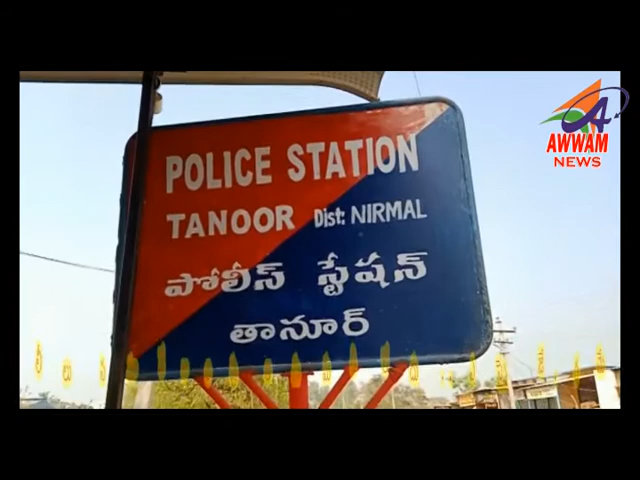 POLICE STATION
TANOOR Dist: NIRMAL
పోలీస్ స్టేషన్
తానూర్
AWWAM
NEWS